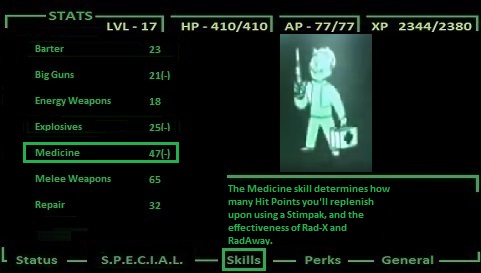 STATS
LVL - 17 HP - 410/410 AP - 77/77 XP 2344/2380
Barter 23
Big Guns 21(-)
Energy Weapons 18
Explosives 25(-)
Medicine 47(-)
Melee Weapons 65
Repair 32
The Medicine skill determines how
many Hit Points you'll replenish
upon using a Stimpak, and the
effectiveness of Rad-X and
RadAway.
Status S.P.E.C.I.A.L. Skills Perks General